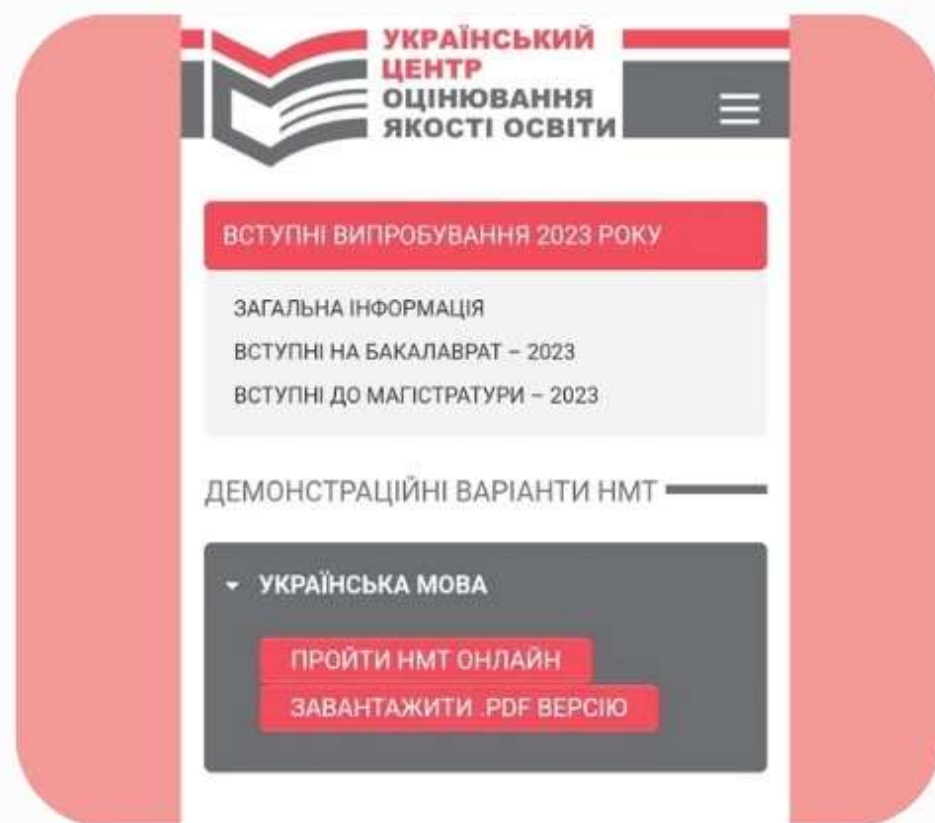 УКРАЇНСЬКИЙ
ЦЕНТР
ОЦІНЮВАННЯ
ЯКОСТІ ОСВІТИ
ВСТУПНІ ВИПРОБУВАННЯ 2023 РОКУ
ЗАГАЛЬНА ІНФОРМАЦІЯ
ВСТУПНІ НА БАКАЛАВРАТ – 2023
ВСТУПНІ ДО МАГІСТРАТУРИ – 2023
ДЕМОНСТРАЦІЙНІ ВАРІАНТИ НМТ
УКРАЇНСЬКА МОВА
ПРОЙТИ НМТ ОНЛАЙН
ЗАВАНТАЖИТИ .PDF ВЕРСІЮ